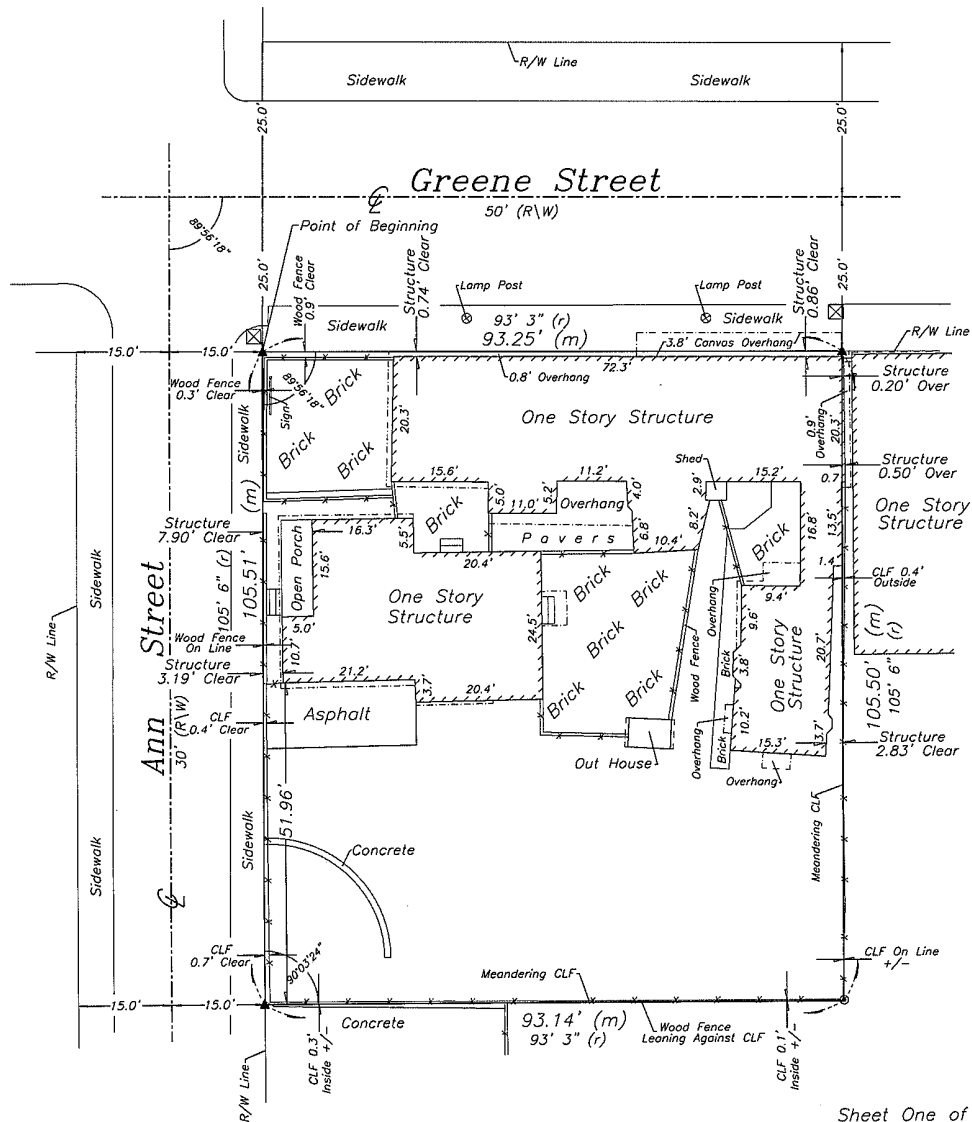 R/W Line
Sidewalk
Sidewalk
25.0'
25.0'
Greene Street
50' (R\W)
89°56'18"
Point of Beginning
25.0'
25.0'
Wood Fence
0.9' Clear
Structure
0.74' Clear
Lamp Post
Lamp Post
Structure
0.86' Clear
Sidewalk
93' 3" (r)
93.25' (m)
Sidewalk
3.8' Canvas Overhang
R/W Line
15.0'
15.0'
72.3'
0.8' Overhang
Wood Fence
0.3' Clear
89°56'18"
Sign
Brick
Brick
Brick
20.3'
One Story Structure
0.9'
Overhang
20.3'
Structure
0.20' Over
Structure
0.50' Over
0.7'
One Story
Structure
Sidewalk
Sidewalk
15.6'
5.0'
11.0'
5.2'
11.2'
Overhang
4.0'
Shed
2.9'
15.2'
Brick
Pavers
6.8'
8.2'
Brick
16.8'
13.5'
1.4'
CLF 0.4'
Outside
Structure
7.90' Clear
105' 6" (r)
105.51'
(m)
Open Porch
16.3'
15.6'
5.5'
20.4'
10.4'
5.0'
One Story
Structure
24.5'
Brick
Brick
Brick
Brick
Brick
Wood Fence
Overhang
9.4'
9.6'
3.8'
Brick
One Story
Structure
20.7'
105.50' (m)
105' 6" (r)
R/W Line
Ann Street
30' (R\W)
Wood Fence
On Line
10.7'
Structure
3.19' Clear
21.2'
3.7'
20.4'
CLF
0.4' Clear
Asphalt
Out House
Overhang
10.2'
Brick
15.3'
3.7'
Overhang
Structure
2.83' Clear
Meandering CLF
51.96'
Sidewalk
Sidewalk
Concrete
CLF
0.7' Clear
90°03'24"
CLF On Line
+/-
15.0'
15.0'
Meandering CLF
Concrete
CLF 0.3'
Inside +/-
93.14' (m)
93' 3" (r)
Wood Fence
Leaning Against CLF
CLF 0.1'
Inside +/-
R/W Line
Sheet One of